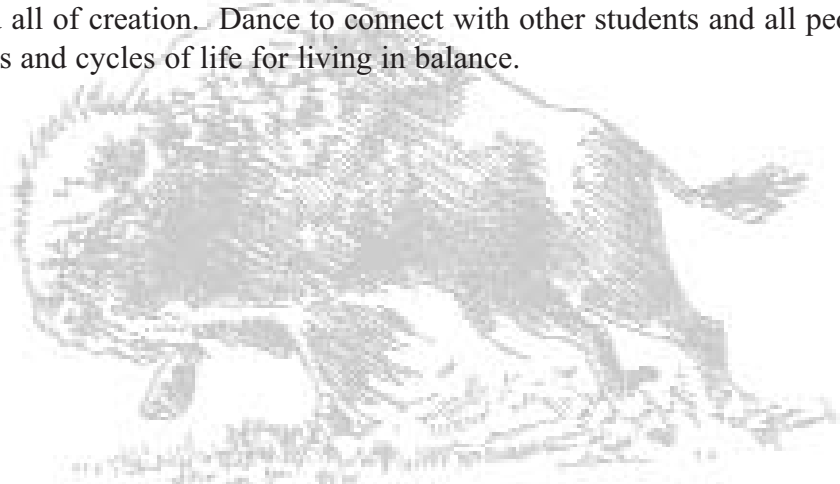 all of creation.  Dance to connect with other students and all
s and cycles of life for living in balance.